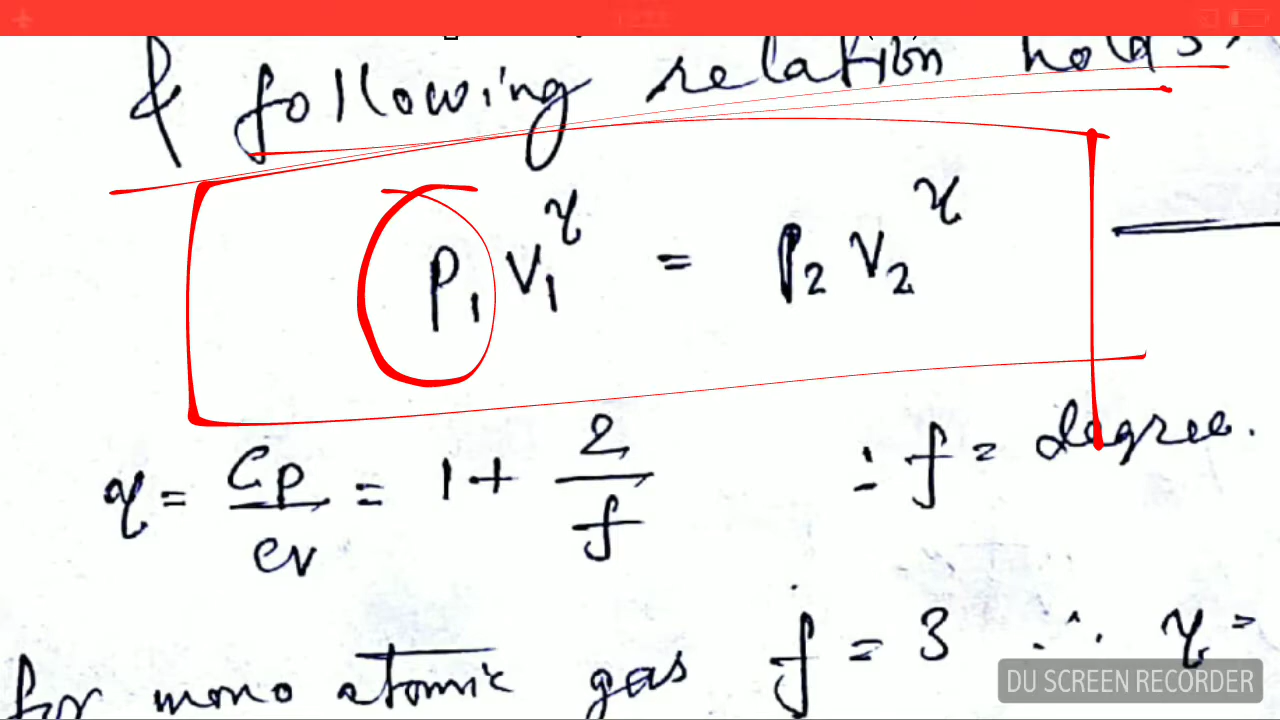 & following relation holds.
P₁ V₁^γ = P₂ V₂^γ
γ = Cp/Cv = 1 + 2/f ∴ f = degree.
for mono atomic gas f = 3 ∴ γ =
DU SCREEN RECORDER